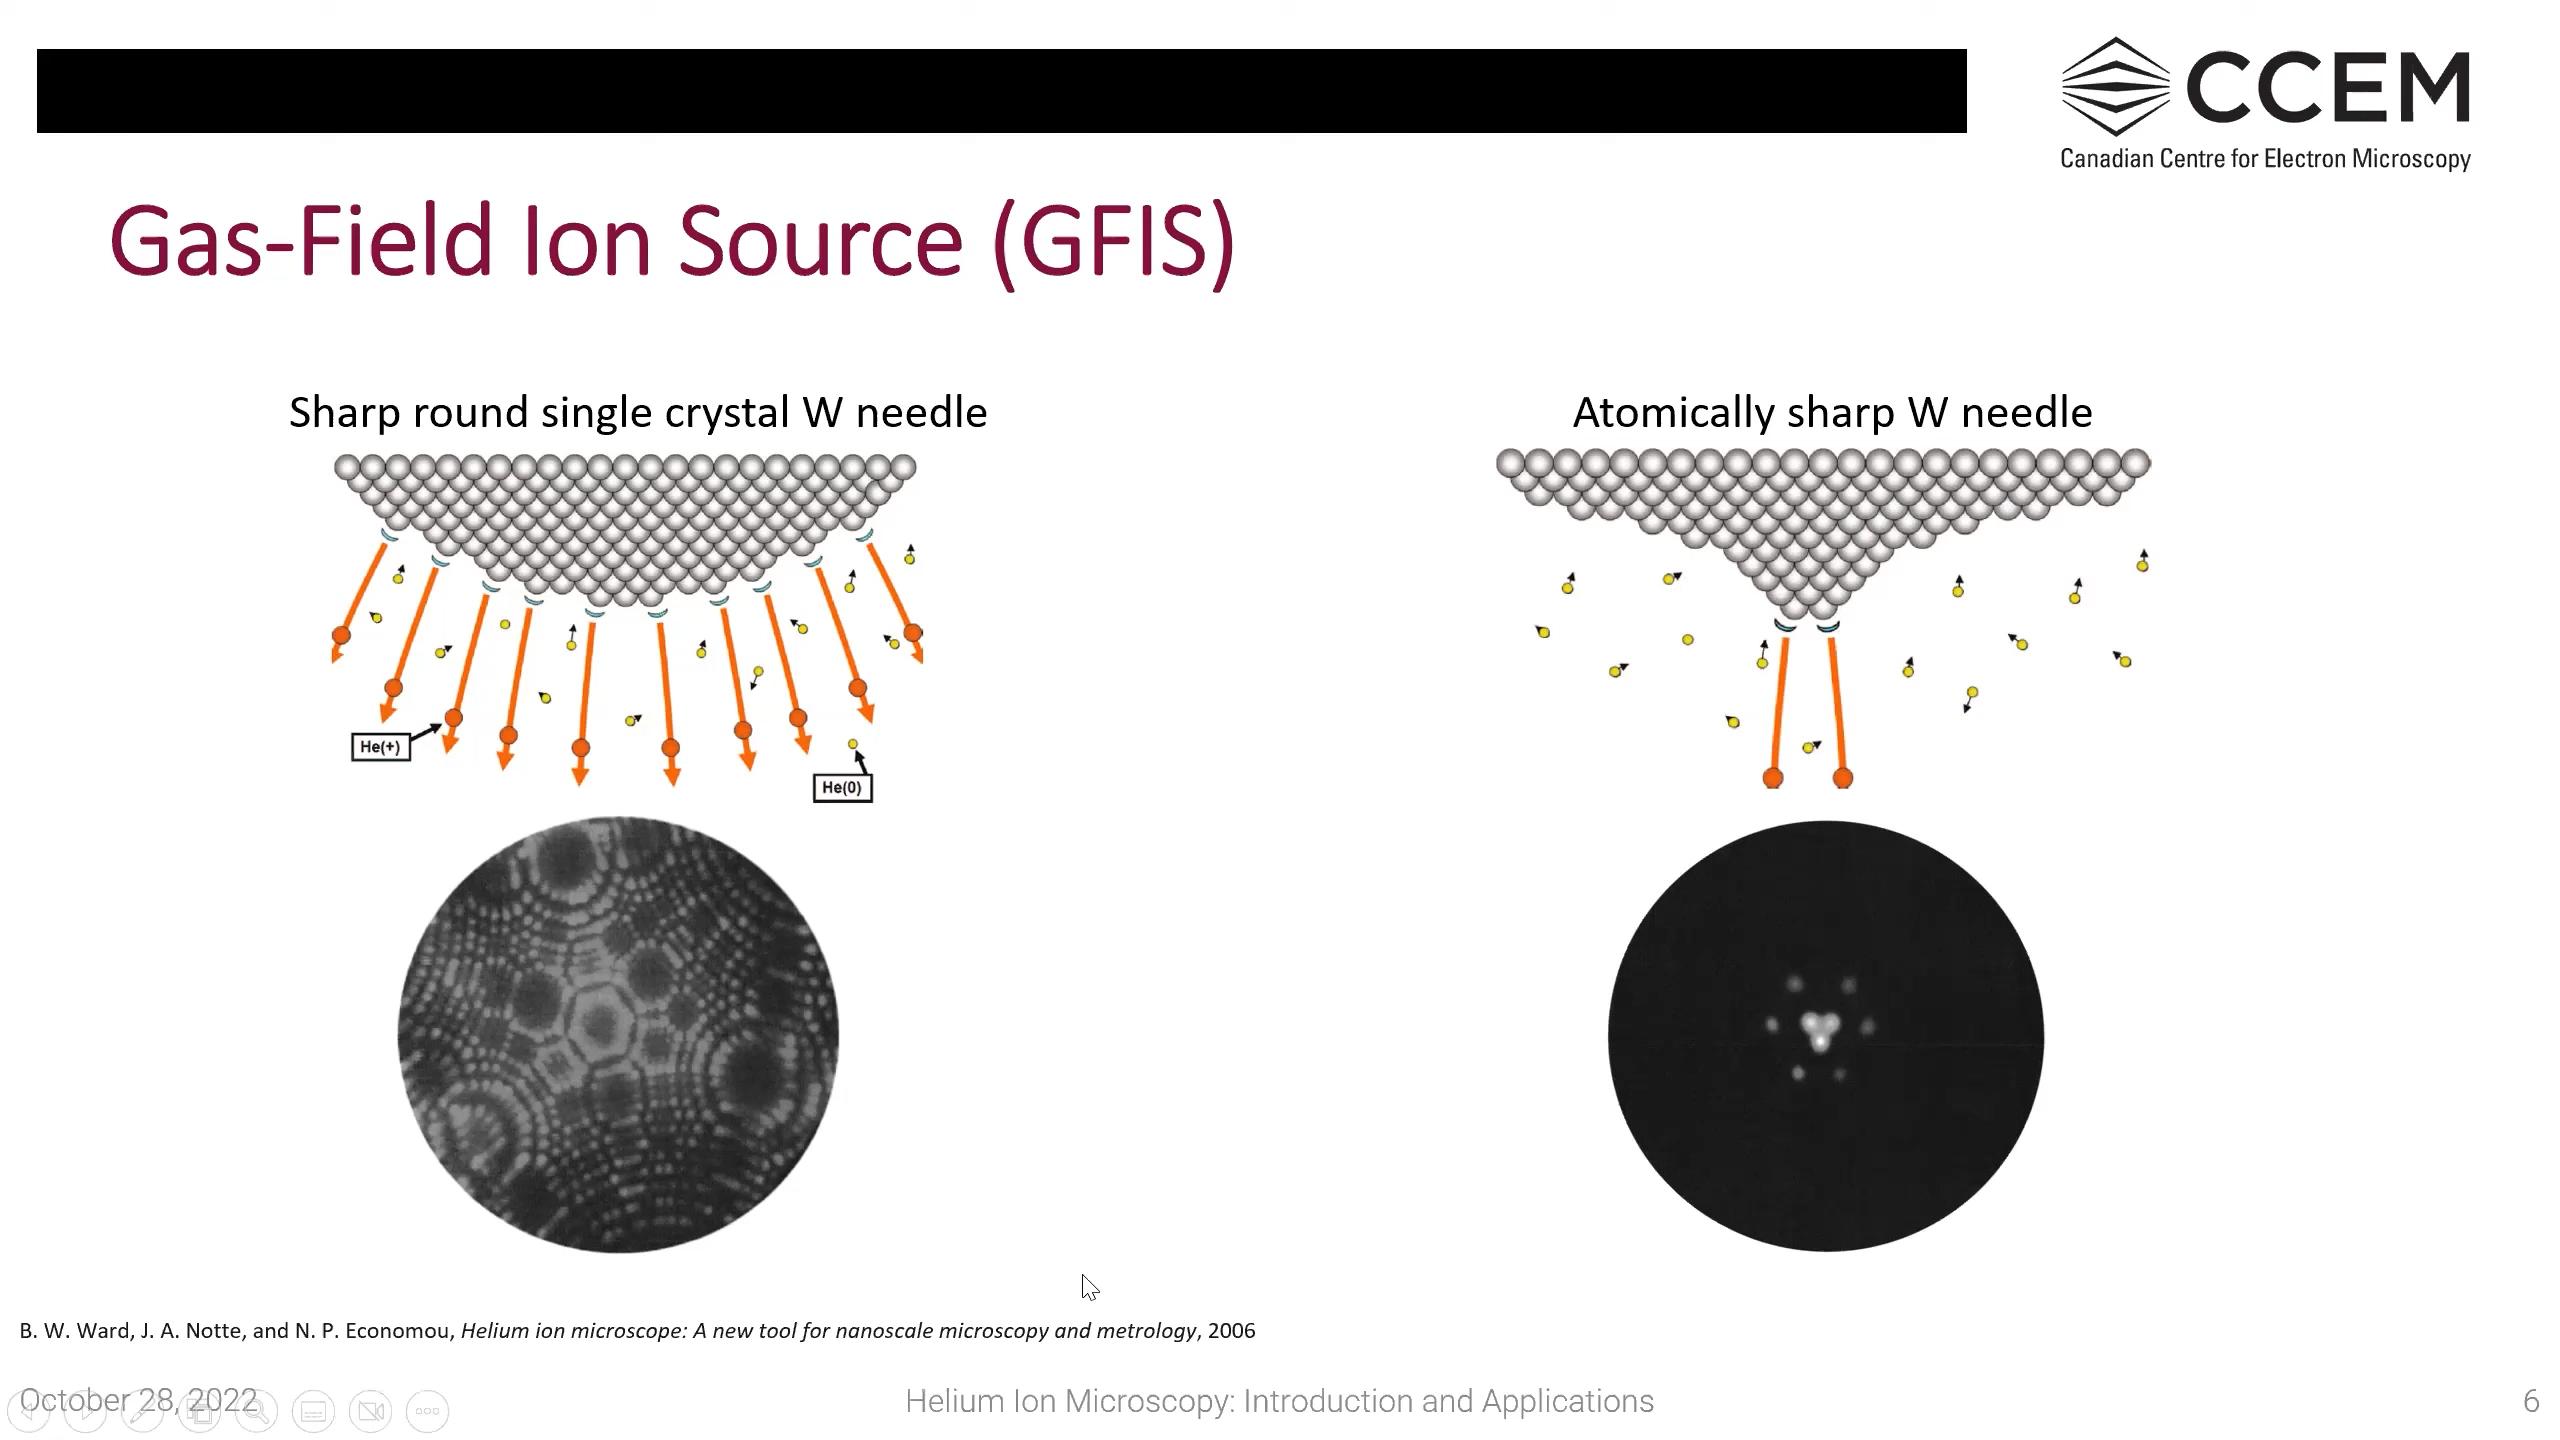 CCEM
Canadian Centre for Electron Microscopy
Gas-Field Ion Source (GFIS)
Sharp round single crystal W needle
Atomically sharp W needle
He(+)
He(0)
B. W. Ward, J. A. Notte, and N. P. Economou, Helium ion microscope: A new tool for nanoscale microscopy and metrology, 2006
October 28, 2022
Helium Ion Microscopy: Introduction and Applications
6